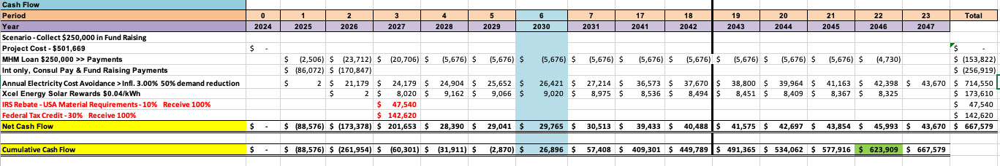 Cash Flow
Period 0 1 2 3 4 5 6 7 17 18 19 20 21 22 23 Total
Year 2024 2025 2026 2027 2028 2029 2030 2031 2041 2042 2043 2044 2045 2046 2047
Scenario - Collect $250,000 in Fund Raising
Project Cost - $501,669 $ - $ -
MHM Loan $250,000 >> Payments $ (2,506) $ (23,712) $ (20,706) $ (5,676) $ (5,676) $ (5,676) $ (5,676) $ (5,676) $ (5,676) $ (5,676) $ (5,676) $ (5,676) $ (4,730) $ (153,822)
Int only, Consul Pay & Fund Raising Payments $ (86,072) $ (170,847) $ (256,919)
Annual Electricity Cost Avoidance > Infl. 3.00% 50% demand reduction $ 2 $ 21,179 $ 24,179 $ 24,904 $ 25,652 $ 26,421 $ 27,214 $ 36,573 $ 37,670 $ 38,800 $ 39,964 $ 41,163 $ 42,398 $ 43,670 $ 714,550
Xcel Energy Solar Rewards $0.04/kWh $ 2 $ 8,020 $ 9,162 $ 9,066 $ 9,020 $ 8,975 $ 8,536 $ 8,494 $ 8,451 $ 8,409 $ 8,367 $ 8,325 $ 173,610
IRS Rebate - USA Material Requirements - 10% Receive 100% $ 47,540 $ 47,540
Federal Tax Credit - 30% Receive 100% $ 142,620 $ 142,620
Net Cash Flow $ - $ (88,576) $ (173,378) $ 201,653 $ 28,390 $ 29,041 $ 29,765 $ 30,513 $ 39,433 $ 40,488 $ 41,575 $ 42,697 $ 43,854 $ 45,993 $ 43,670 $ 667,579
Cumulative Cash Flow $ - $ (88,576) $ (261,954) $ (60,301) $ (31,911) $ (2,870) $ 26,896 $ 57,408 $ 409,301 $ 449,789 $ 491,365 $ 534,062 $ 577,916 $ 623,909 $ 667,579